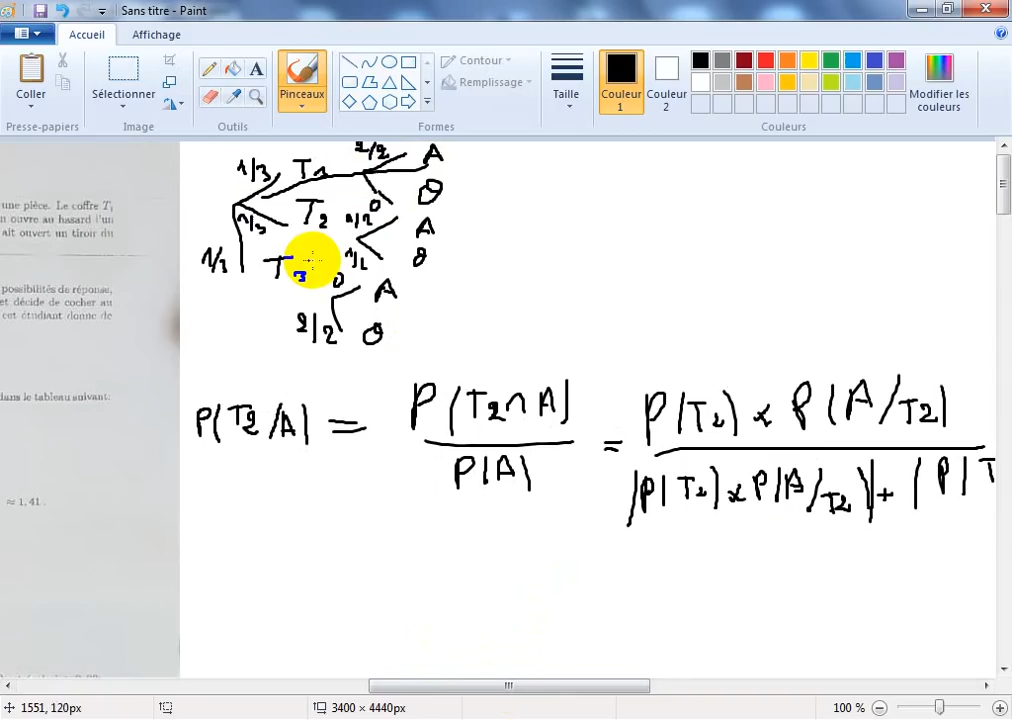 Sans titre - Paint
Accueil Affichage
Coller
Sélectionner
Pinceaux
Contour
Remplissage
Taille
Couleur 1
Couleur 2
Modifier les couleurs
Presse-papiers Image Outils Formes Couleurs
une pièce. Le coffre T₁
n ouvre au hasard l'un
ait ouvert un tiroir du
possibilités de réponse,
et décide de cocher au
cet étudiant donne de
dans le tableau suivant:
≈ 1,41 .
1/3 T1 2/2 A
0 O
1/3 T2 1/2 A
1/2 O
1/3 T3 0 A
2/2 O
P(T2/A) = P(T2∩A) / P(A) = P(T2) x P(A/T2)
(P(T2) x P(A/T2)) + (P(T
1551, 120px
3400 × 4440px
100 %